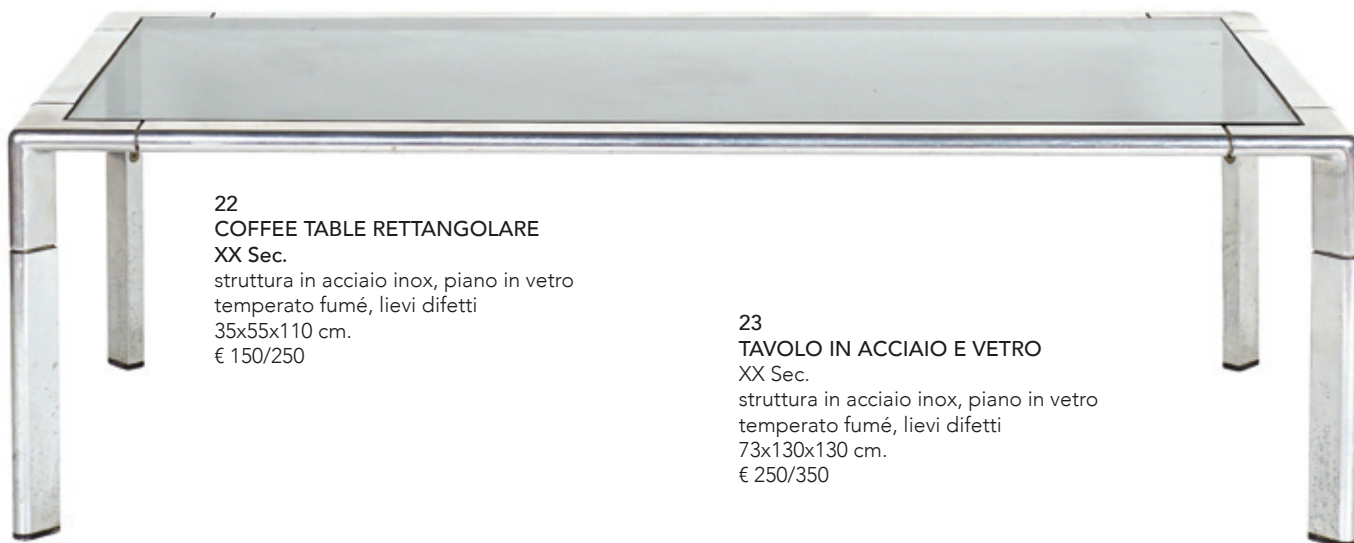 22
COFFEE TABLE RETTANGOLARE
XX Sec.
struttura in acciaio inox, piano in vetro
temperato fumé, lievi difetti
35x55x110 cm.
€ 150/250
23
TAVOLO IN ACCIAIO E VETRO
XX Sec.
struttura in acciaio inox, piano in vetro
temperato fumé, lievi difetti
73x130x130 cm.
€ 250/350